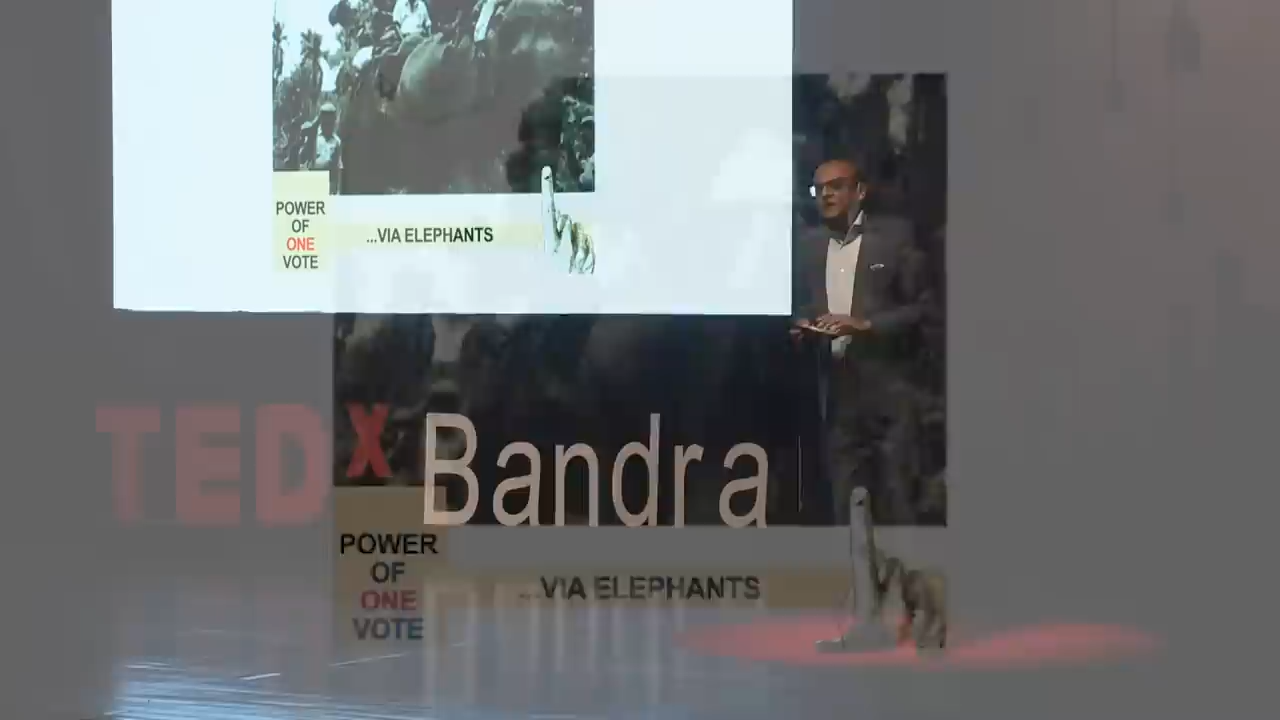 POWER
OF
ONE
VOTE
...VIA ELEPHANTS
TEDx Bandra
POWER
OF
ONE
VOTE
...VIA ELEPHANTS